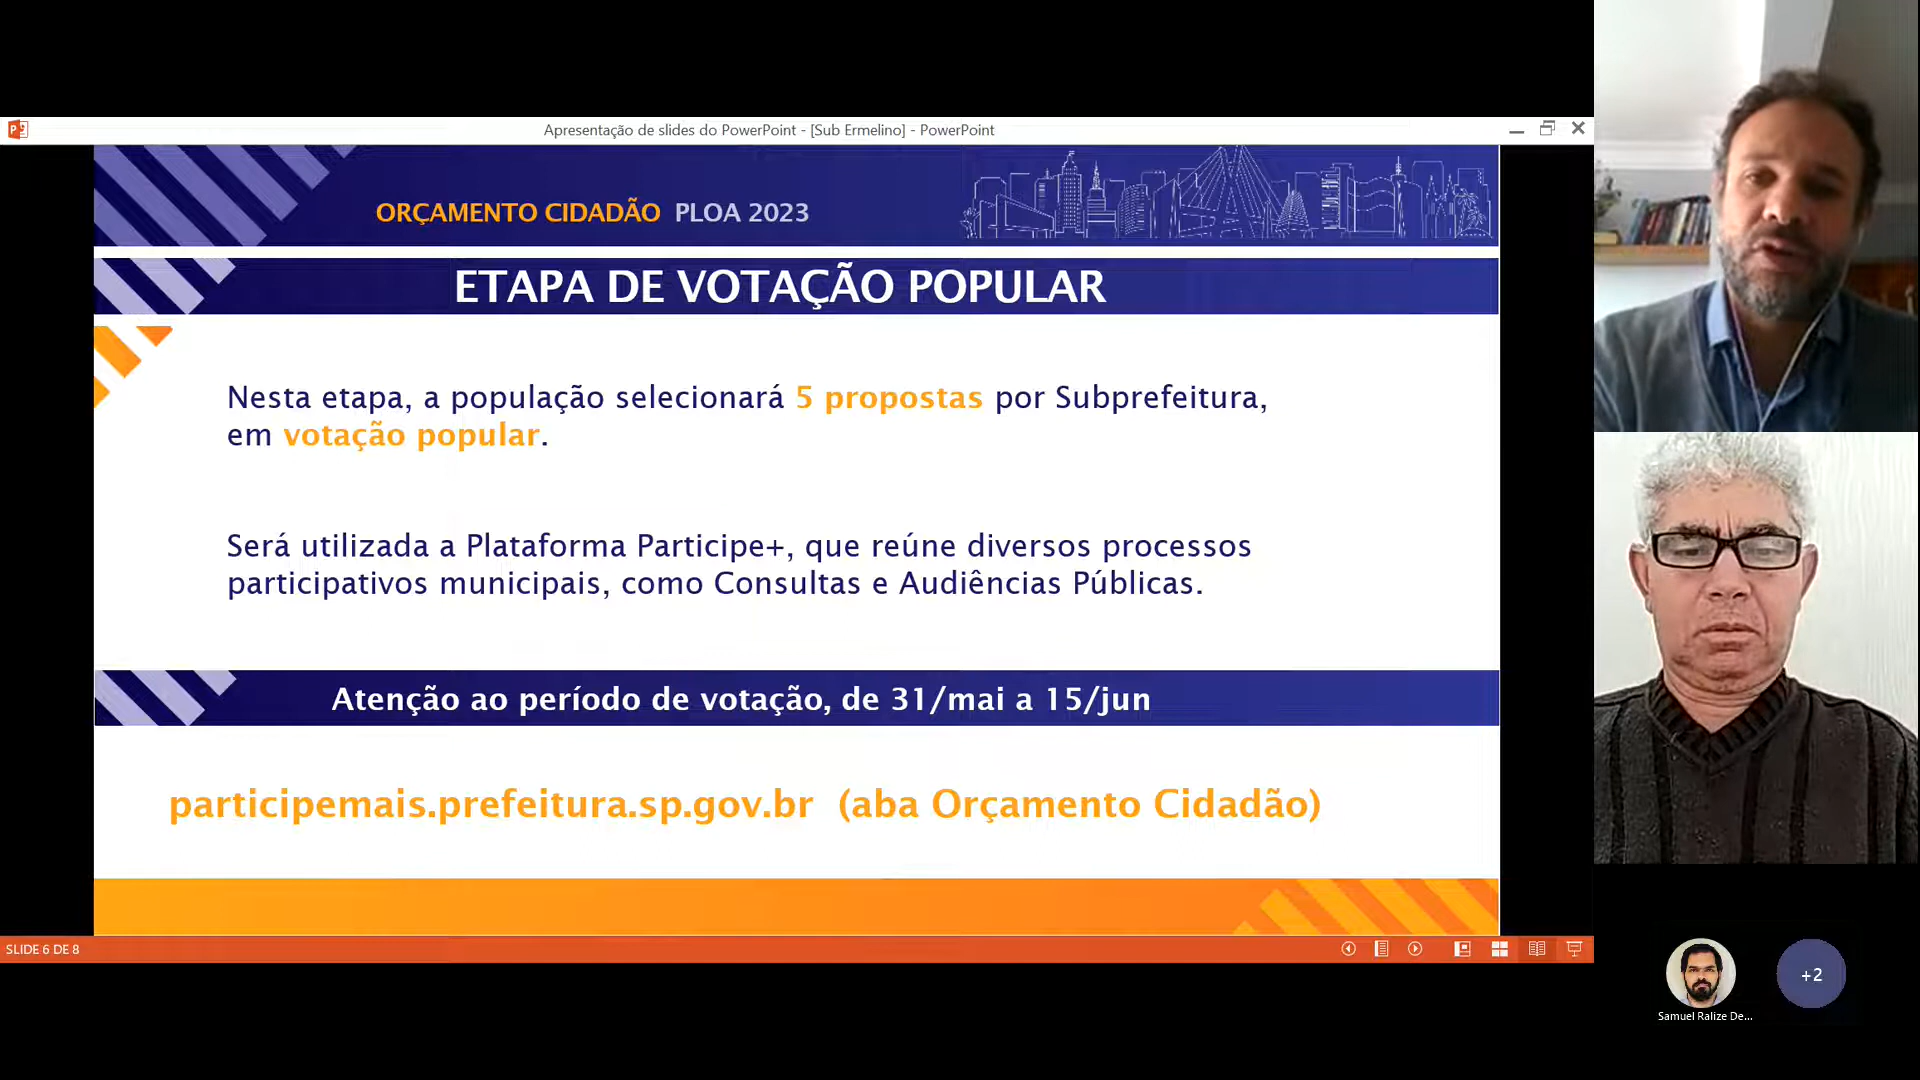 Apresentação de slides do PowerPoint - [Sub Ermelino] - PowerPoint
ORÇAMENTO CIDADÃO PLOA 2023
ETAPA DE VOTAÇÃO POPULAR
Nesta etapa, a população selecionará 5 propostas por Subprefeitura,
em votação popular.
Será utilizada a Plataforma Participe+, que reúne diversos processos
participativos municipais, como Consultas e Audiências Públicas.
Atenção ao período de votação, de 31/mai a 15/jun
participemais.prefeitura.sp.gov.br (aba Orçamento Cidadão)
SLIDE 6 DE 8
+2
Samuel Ralize De...